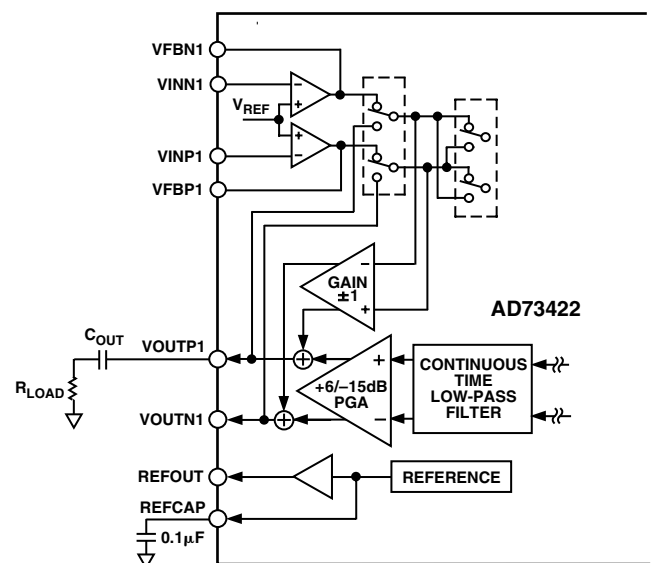 VFBN1
VINN1
VREF
VINP1
VFBP1
GAIN
±1
AD73422
COUT
VOUTP1
RLOAD
+6/–15dB
PGA
CONTINUOUS
TIME
LOW-PASS
FILTER
VOUTN1
REFOUT
REFERENCE
REFCAP
0.1μF